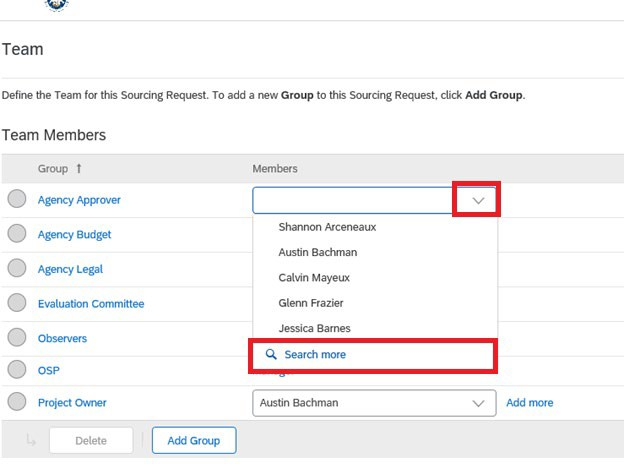 Team
Define the Team for this Sourcing Request. To add a new Group to this Sourcing Request, click Add Group.
Team Members
Group ↑ Members
Agency Approver
Shannon Arceneaux
Agency Budget
Austin Bachman
Agency Legal
Calvin Mayeux
Evaluation Committee
Glenn Frazier
Observers
Jessica Barnes
Search more
OSP
Project Owner Austin Bachman Add more
Delete Add Group